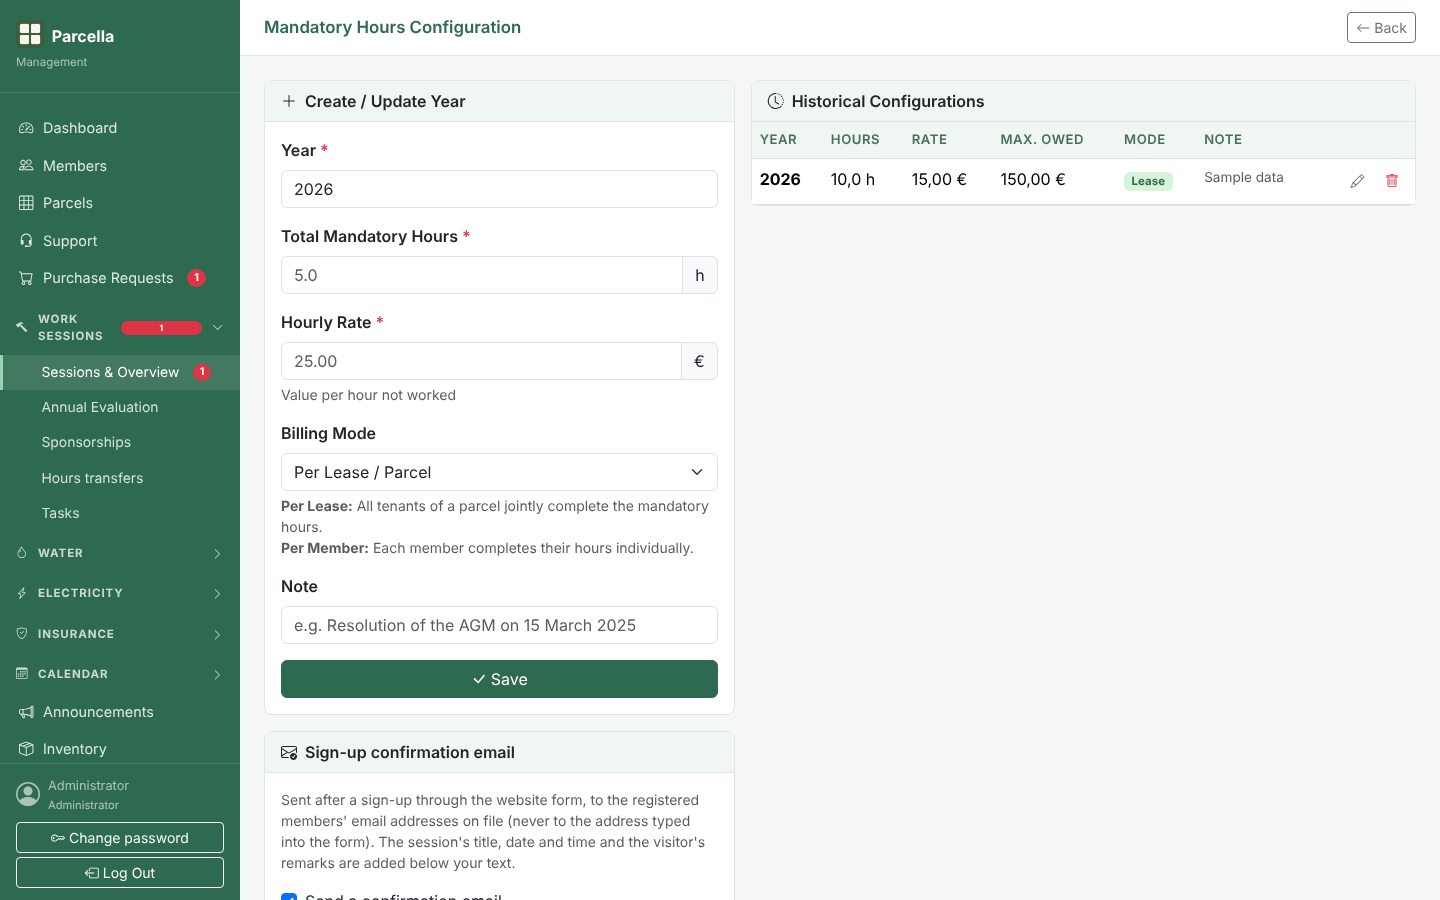 Parcella
Management
Dashboard
Members
Parcels
Support
Purchase Requests 1
WORK SESSIONS 1
Sessions & Overview 1
Annual Evaluation
Sponsorships
Hours transfers
Tasks
WATER
ELECTRICITY
INSURANCE
CALENDAR
Announcements
Inventory
Administrator
Administrator
Change password
Log Out
Mandatory Hours Configuration
← Back
Create / Update Year
Year *
2026
Total Mandatory Hours *
5.0 h
Hourly Rate *
25.00 €
Value per hour not worked
Billing Mode
Per Lease / Parcel
Per Lease: All tenants of a parcel jointly complete the mandatory
hours.
Per Member: Each member completes their hours individually.
Note
e.g. Resolution of the AGM on 15 March 2025
Save
Sign-up confirmation email
Sent after a sign-up through the website form, to the registered
members' email addresses on file (never to the address typed
into the form). The session's title, date and time and the visitor's
remarks are added below your text.
Send a confirmation email
Historical Configurations
YEAR HOURS RATE MAX. OWED MODE NOTE
2026 10,0 h 15,00 € 150,00 € Lease Sample data